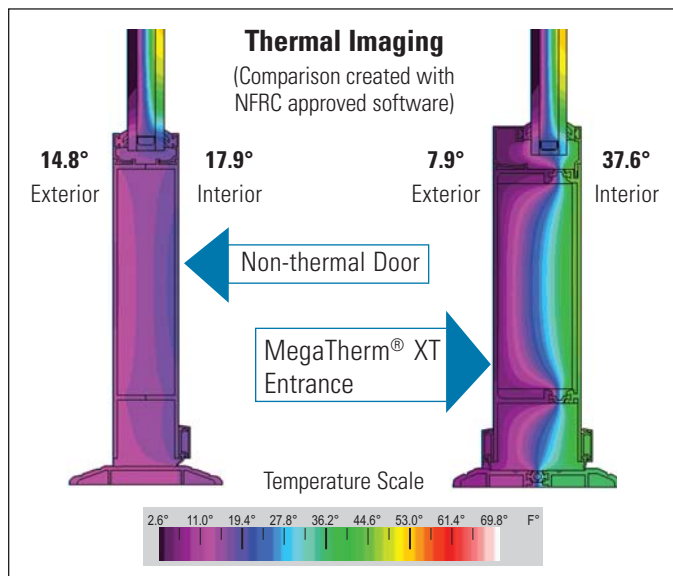 Thermal Imaging
(Comparison created with
NFRC approved software)
14.8°
Exterior
17.9°
Interior
7.9°
Exterior
37.6°
Interior
Non-thermal Door
MegaTherm® XT
Entrance
Temperature Scale
2.6° 11.0° 19.4° 27.8° 36.2° 44.6° 53.0° 61.4° 69.8° F°